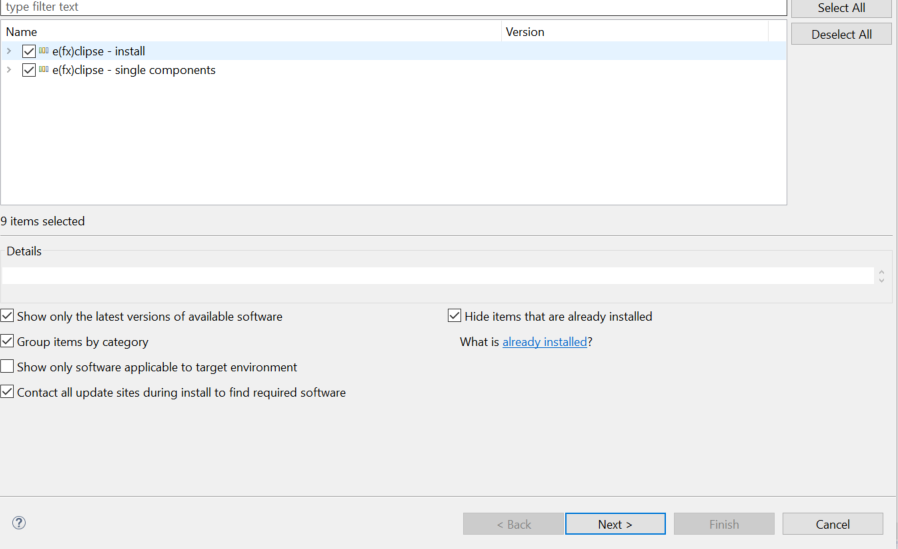 type filter text
Select All
Name
Version
Deselect All
e(fx)clipse - install
e(fx)clipse - single components
9 items selected
Details
Show only the latest versions of available software
Hide items that are already installed
Group items by category
What is already installed?
Show only software applicable to target environment
Contact all update sites during install to find required software
?
< Back
Next >
Finish
Cancel